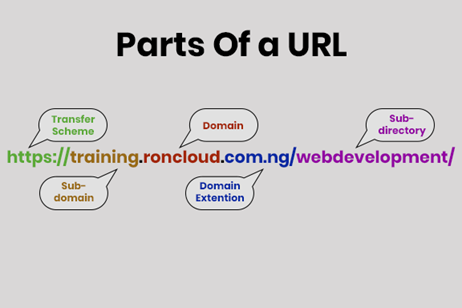 Parts Of a URL
Transfer
Scheme
Domain
Sub-
directory
https://training.roncloud.com.ng/webdevelopment/
Sub-
domain
Domain
Extention